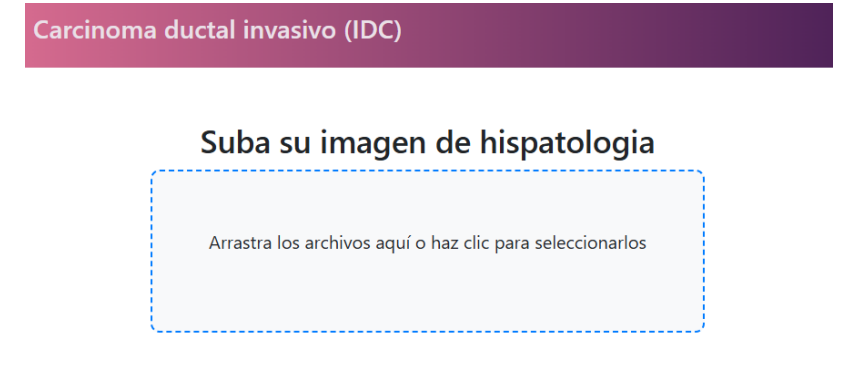 Carcinoma ductal invasivo (IDC)
Suba su imagen de hispatologia
Arrastra los archivos aquí o haz clic para seleccionarlos